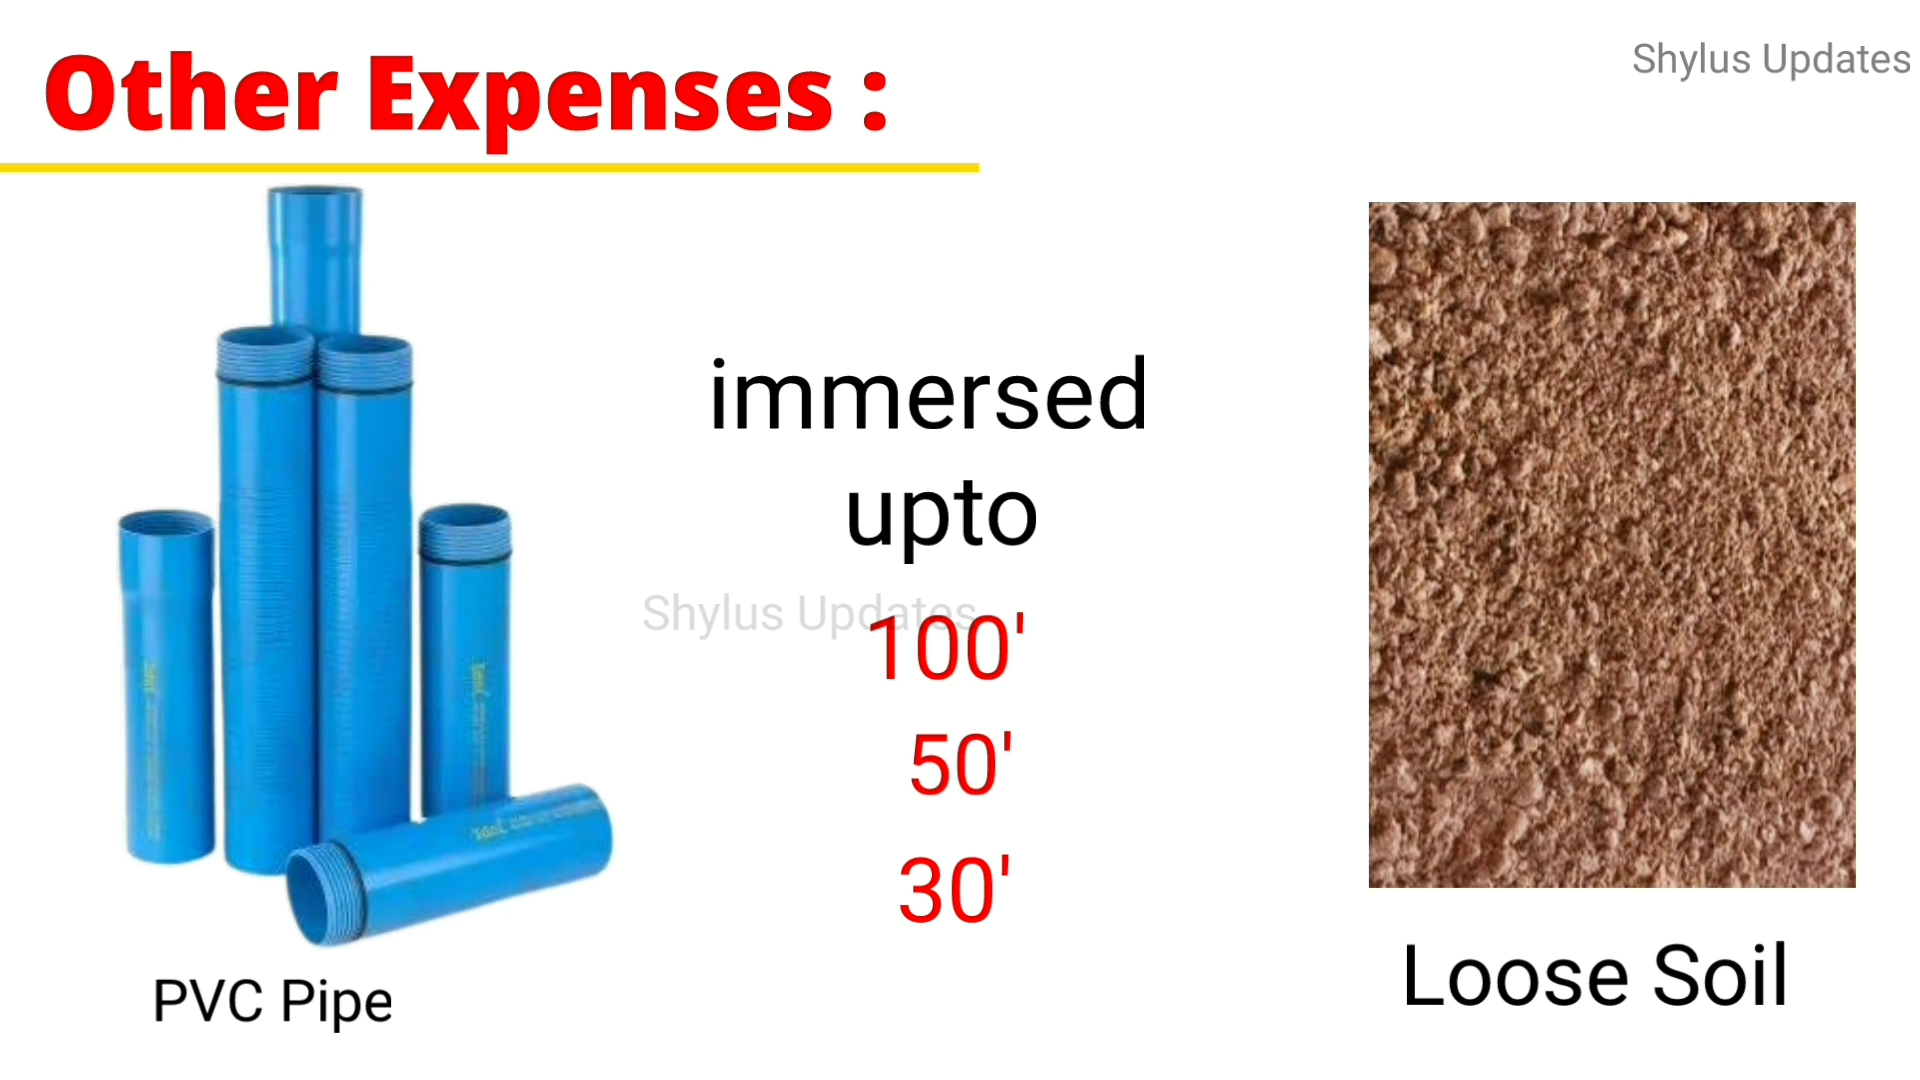 Other Expenses :
Shylus Updates
immersed
upto
Shylus Updates
100'
50'
30'
PVC Pipe
Loose Soil